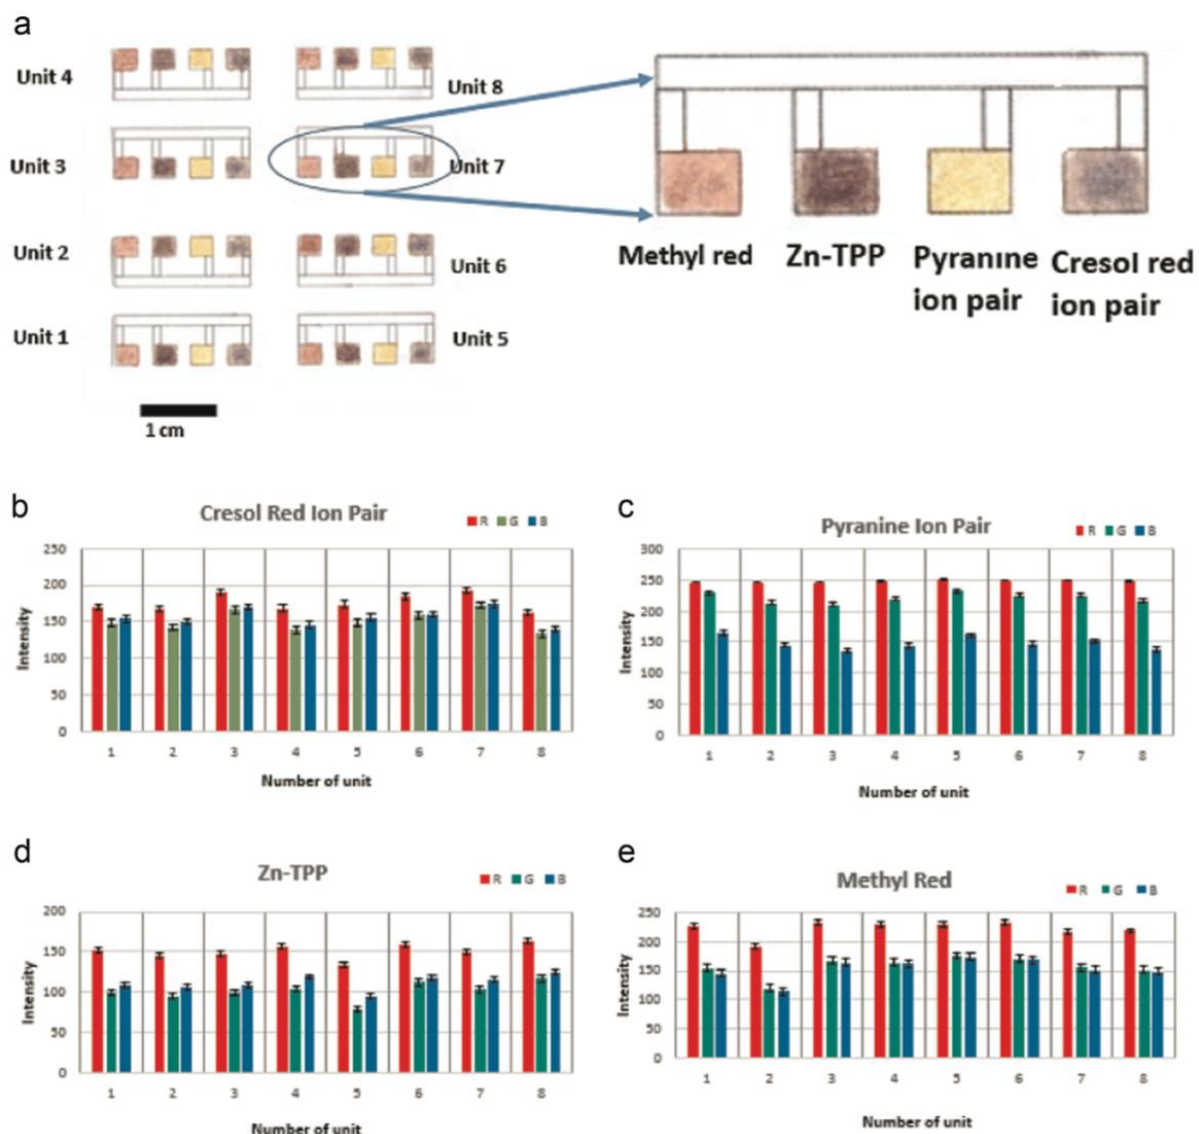 a
Unit 4
Unit 8
Unit 3
Unit 7
Unit 2
Unit 6
Unit 1
Unit 5
1 cm
Methyl red
Zn-TPP
Pyranine
ion pair
Cresol red
ion pair
b
Cresol Red Ion Pair
R G B
250
200
150
100
50
0
Intensity
1 2 3 4 5 6 7 8
Number of unit
c
Pyranine Ion Pair
R G B
300
250
200
150
100
50
0
Intensity
1 2 3 4 5 6 7 8
Number of unit
d
Zn-TPP
R G B
200
150
100
50
0
Intensity
1 2 3 4 5 6 7 8
Number of unit
e
Methyl Red
R G B
250
200
150
100
50
0
Intensity
1 2 3 4 5 6 7 8
Number of unit